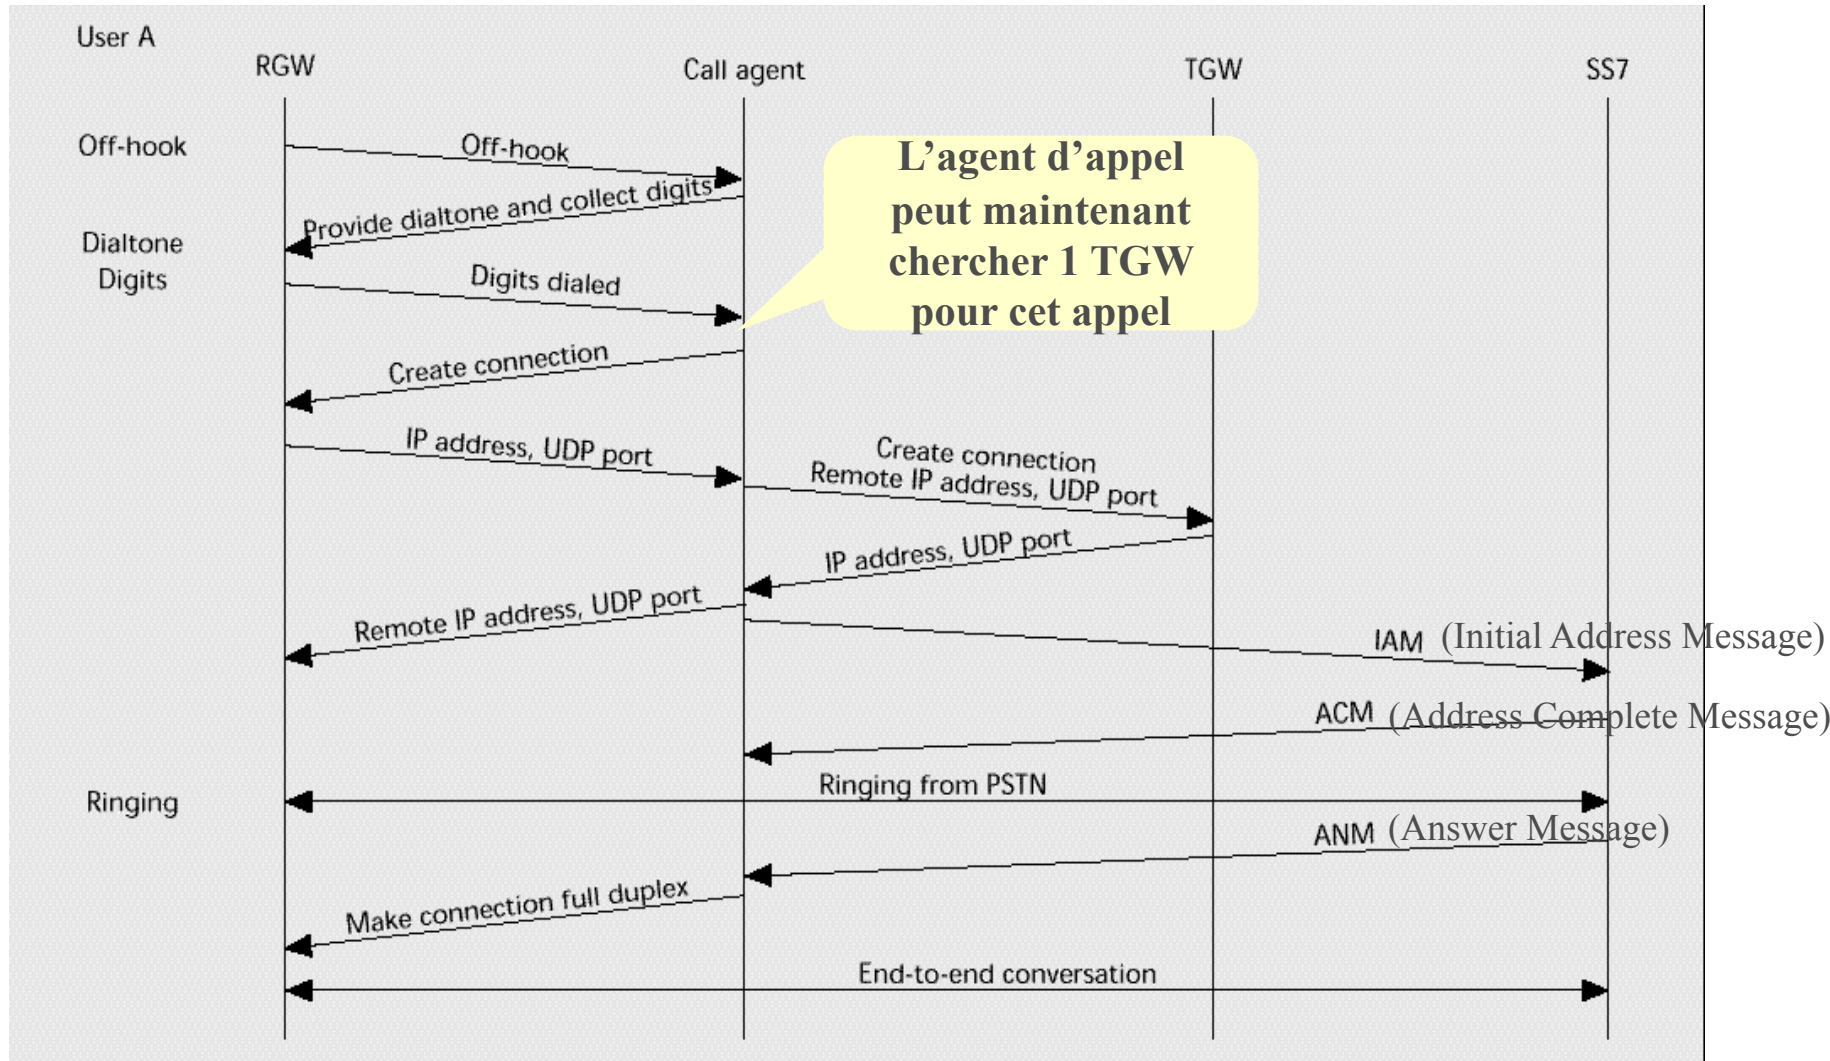 User A
RGW
Call agent
TGW
SS7
Off-hook
Off-hook
L’agent d’appel
peut maintenant
chercher 1 TGW
pour cet appel
Provide dialtone and collect digits
Dialtone
Digits
Digits dialed
Create connection
IP address, UDP port
Create connection
Remote IP address, UDP port
IP address, UDP port
Remote IP address, UDP port
IAM (Initial Address Message)
ACM (Address Complete Message)
Ringing
Ringing from PSTN
ANM (Answer Message)
Make connection full duplex
End-to-end conversation